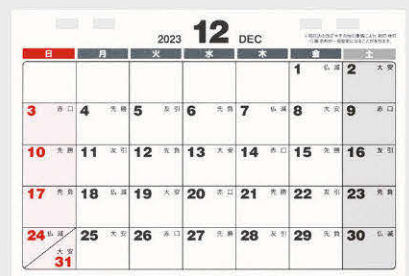 2023 12 DEC
日 月 火 水 木 金 土
1 仏滅 2 大安
3 赤口 4 先勝 5 友引 6 先負 7 仏滅 8 大安 9 赤口
10 先勝 11 友引 12 先負 13 大安 14 赤口 15 先勝 16 友引
17 先負 18 仏滅 19 大安 20 赤口 21 先勝 22 友引 23 先負
24 仏滅 25 大安 26 赤口 27 先勝 28 友引 29 先負 30 仏滅
大安
31